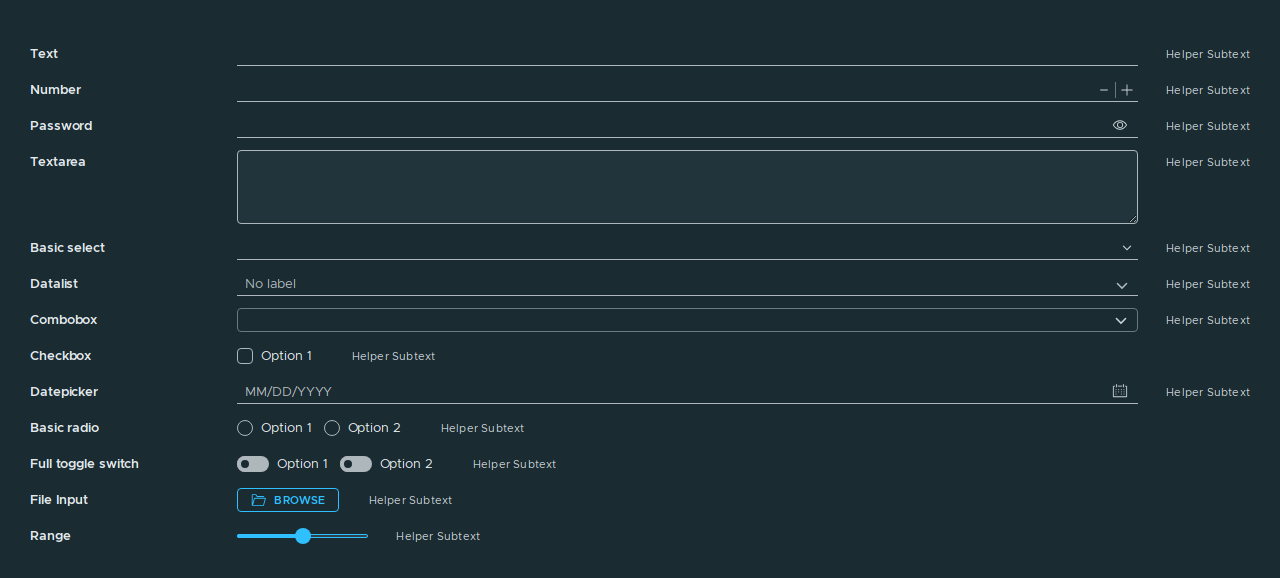 Text Helper Subtext
Number Helper Subtext
Password Helper Subtext
Textarea Helper Subtext
Basic select Helper Subtext
Datalist No label Helper Subtext
Combobox Helper Subtext
Checkbox Option 1 Helper Subtext
Datepicker MM/DD/YYYY Helper Subtext
Basic radio Option 1 Option 2 Helper Subtext
Full toggle switch Option 1 Option 2 Helper Subtext
File Input BROWSE Helper Subtext
Range Helper Subtext